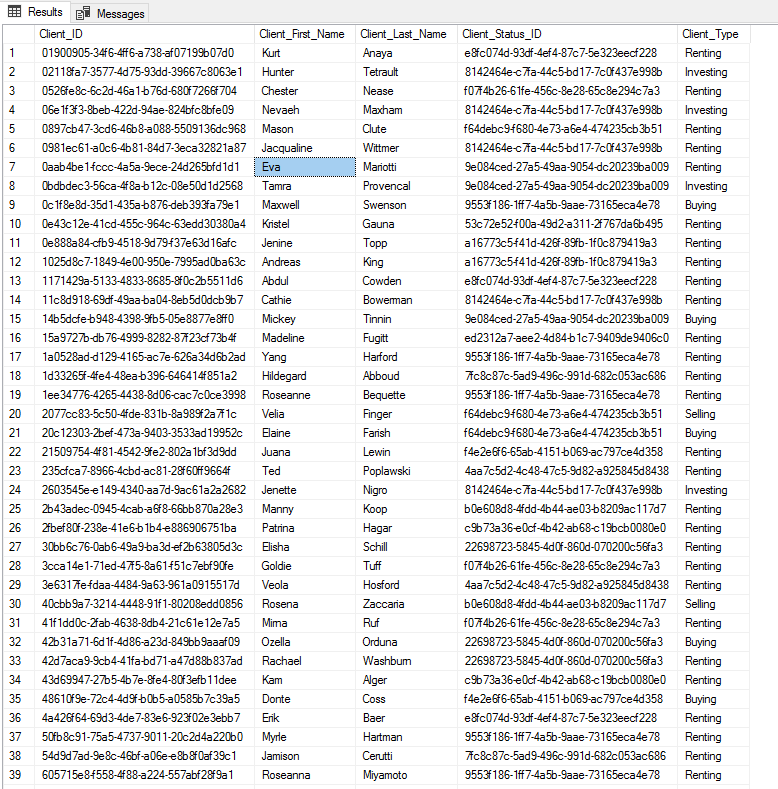 Results Messages
Client_ID Client_First_Name Client_Last_Name Client_Status_ID Client_Type
1 01900905-34f6-4ff6-a738-af07199b07d0 Kurt Anaya e8fc074d-93df-4ef4-87c7-5e323eecf228 Renting
2 02118fa7-3577-4d75-93dd-39667c8063e1 Hunter Tetrault 8142464e-c7fa-44c5-bd17-7c0f437e998b Investing
3 0526fe8c-6c2d-46a1-b76d-680f7266f704 Chester Nease f07f4b26-61fe-456c-8e28-65c8e294c7a3 Renting
4 06e1f3f3-8beb-422d-94ae-824bfc8bfe09 Nevaeh Maxham 8142464e-c7fa-44c5-bd17-7c0f437e998b Investing
5 0897cb47-3cd6-46b8-a088-5509136dc968 Mason Clute f64debc9-f680-4e73-a6e4-474235cb3b51 Renting
6 0981ec61-a0c6-4b81-84d7-3eca32821a87 Jacqualine Wittmer 8142464e-c7fa-44c5-bd17-7c0f437e998b Renting
7 0aab4be1-fccc-4a5a-9ece-24d265bfd1d1 Eva Mariotti 9e084ced-27a5-49aa-9054-dc20239ba009 Renting
8 0bdbdec3-56ca-4f8a-b12c-08e50d1d2568 Tamra Provencal 9e084ced-27a5-49aa-9054-dc20239ba009 Investing
9 0c1f8e8d-35d1-435a-b876-deb393fa79e1 Maxwell Swenson 9553f186-1ff7-4a5b-9aae-73165eca4e78 Buying
10 0e43c12e-41cd-455c-964c-63edd30380a4 Kristel Gauna 53c72e52-f00a-49d2-a311-2f767da6b495 Renting
11 0e888a84-cfb9-4518-9d79-f37e63d16afc Jenine Topp a16773c5-f41d-426f-89fb-1f0c879419a3 Renting
12 1025d8c7-1849-4e00-950e-7995ad0ba63c Andreas King a16773c5-f41d-426f-89fb-1f0c879419a3 Renting
13 1171429a-5133-4833-8685-8f0c2b5511d6 Abdul Cowden e8fc074d-93df-4ef4-87c7-5e323eecf228 Renting
14 11c8d918-69df-49aa-ba04-8eb5d0dcb9b7 Cathie Bowerman 8142464e-c7fa-44c5-bd17-7c0f437e998b Renting
15 14b5dcfe-b948-4398-9fb5-05e8877e8ff0 Mickey Tinnin 9e084ced-27a5-49aa-9054-dc20239ba009 Buying
16 15a9727b-db76-4999-8282-87f23cf73b4f Madeline Fugitt ed2312a7-aee2-4d84-b1c7-9409de9406c0 Renting
17 1a0528ad-d129-4165-ac7e-626a34d6b2ad Yang Harford 9553f186-1ff7-4a5b-9aae-73165eca4e78 Renting
18 1d33265f-4fe4-48ea-b396-646414f851a2 Hildegard Abboud 7fc8c87c-5ad9-496c-991d-682c053ac686 Renting
19 1ee34776-4265-4438-8d06-cac7c0ce3998 Roseanne Bequette 9553f186-1ff7-4a5b-9aae-73165eca4e78 Renting
20 2077cc83-5c50-4fde-831b-8a989f2a7f1c Velia Finger f64debc9-f680-4e73-a6e4-474235cb3b51 Selling
21 20c12303-2bef-473a-9403-3533ad19952c Elaine Farish f64debc9-f680-4e73-a6e4-474235cb3b51 Buying
22 21509754-4f81-4542-9fe2-802a1bf3d9dd Juana Lewin f4e2e6f6-65ab-4151-b069-ac797ce4d358 Renting
23 235cfca7-8966-4cbd-ac81-28f60ff9664f Ted Poplawski 4aa7c5d2-4c48-47c5-9d82-a925845d8438 Renting
24 2603545e-e149-4340-aa7d-9ac61a2a2682 Jenette Nigro 8142464e-c7fa-44c5-bd17-7c0f437e998b Investing
25 2b43adec-0945-4cab-a6f8-66bb870a28e3 Manny Koop b0e608d8-4fdd-4b44-ae03-b8209ac117d7 Renting
26 2fbef80f-238e-41e6-b1b4-e886906751ba Patrina Hagar c9b73a36-e0cf-4b42-ab68-c19bcb0080e0 Renting
27 30bb6c76-0ab6-49a9-ba3d-ef2b63805d3c Elisha Schill 22698723-5845-4d0f-860d-070200c56fa3 Renting
28 3cca14e1-71ed-47f5-8a61-f51c7ebf90fe Goldie Tuff f07f4b26-61fe-456c-8e28-65c8e294c7a3 Renting
29 3e6317fe-fdaa-4484-9a63-961a0915517d Veola Hosford 4aa7c5d2-4c48-47c5-9d82-a925845d8438 Renting
30 40cbb9a7-3214-4448-91f1-80208edd0856 Rosena Zaccaria b0e608d8-4fdd-4b44-ae03-b8209ac117d7 Selling
31 41f1dd0c-2fab-4638-8db4-21c61e12e7a5 Mirna Ruf f07f4b26-61fe-456c-8e28-65c8e294c7a3 Renting
32 42b31a71-6d1f-4d86-a23d-849bb9aaaf09 Ozella Orduna 22698723-5845-4d0f-860d-070200c56fa3 Buying
33 42d7aca9-9cb4-41fa-bd71-a47d88b837ad Rachael Washburn 22698723-5845-4d0f-860d-070200c56fa3 Renting
34 43d69947-27b5-4b7e-8fe4-80f3efb11dee Kam Alger c9b73a36-e0cf-4b42-ab68-c19bcb0080e0 Renting
35 48610f9e-72c4-4d9f-b0b5-a0585b7c39a5 Donte Coss f4e2e6f6-65ab-4151-b069-ac797ce4d358 Buying
36 4a426f64-69d3-4de7-83e6-923f02e3ebb7 Erik Baer e8fc074d-93df-4ef4-87c7-5e323eecf228 Renting
37 50fb8c91-75a5-4737-9011-20c2d4a220b0 Myrle Hartman 9553f186-1ff7-4a5b-9aae-73165eca4e78 Renting
38 54d9d7ad-9e8c-46bf-a06e-e8b8f0af39c1 Jamison Cerutti 7fc8c87c-5ad9-496c-991d-682c053ac686 Renting
39 605715e8-f558-4f88-a224-557abf28f9a1 Roseanna Miyamoto 9553f186-1ff7-4a5b-9aae-73165eca4e78 Renting